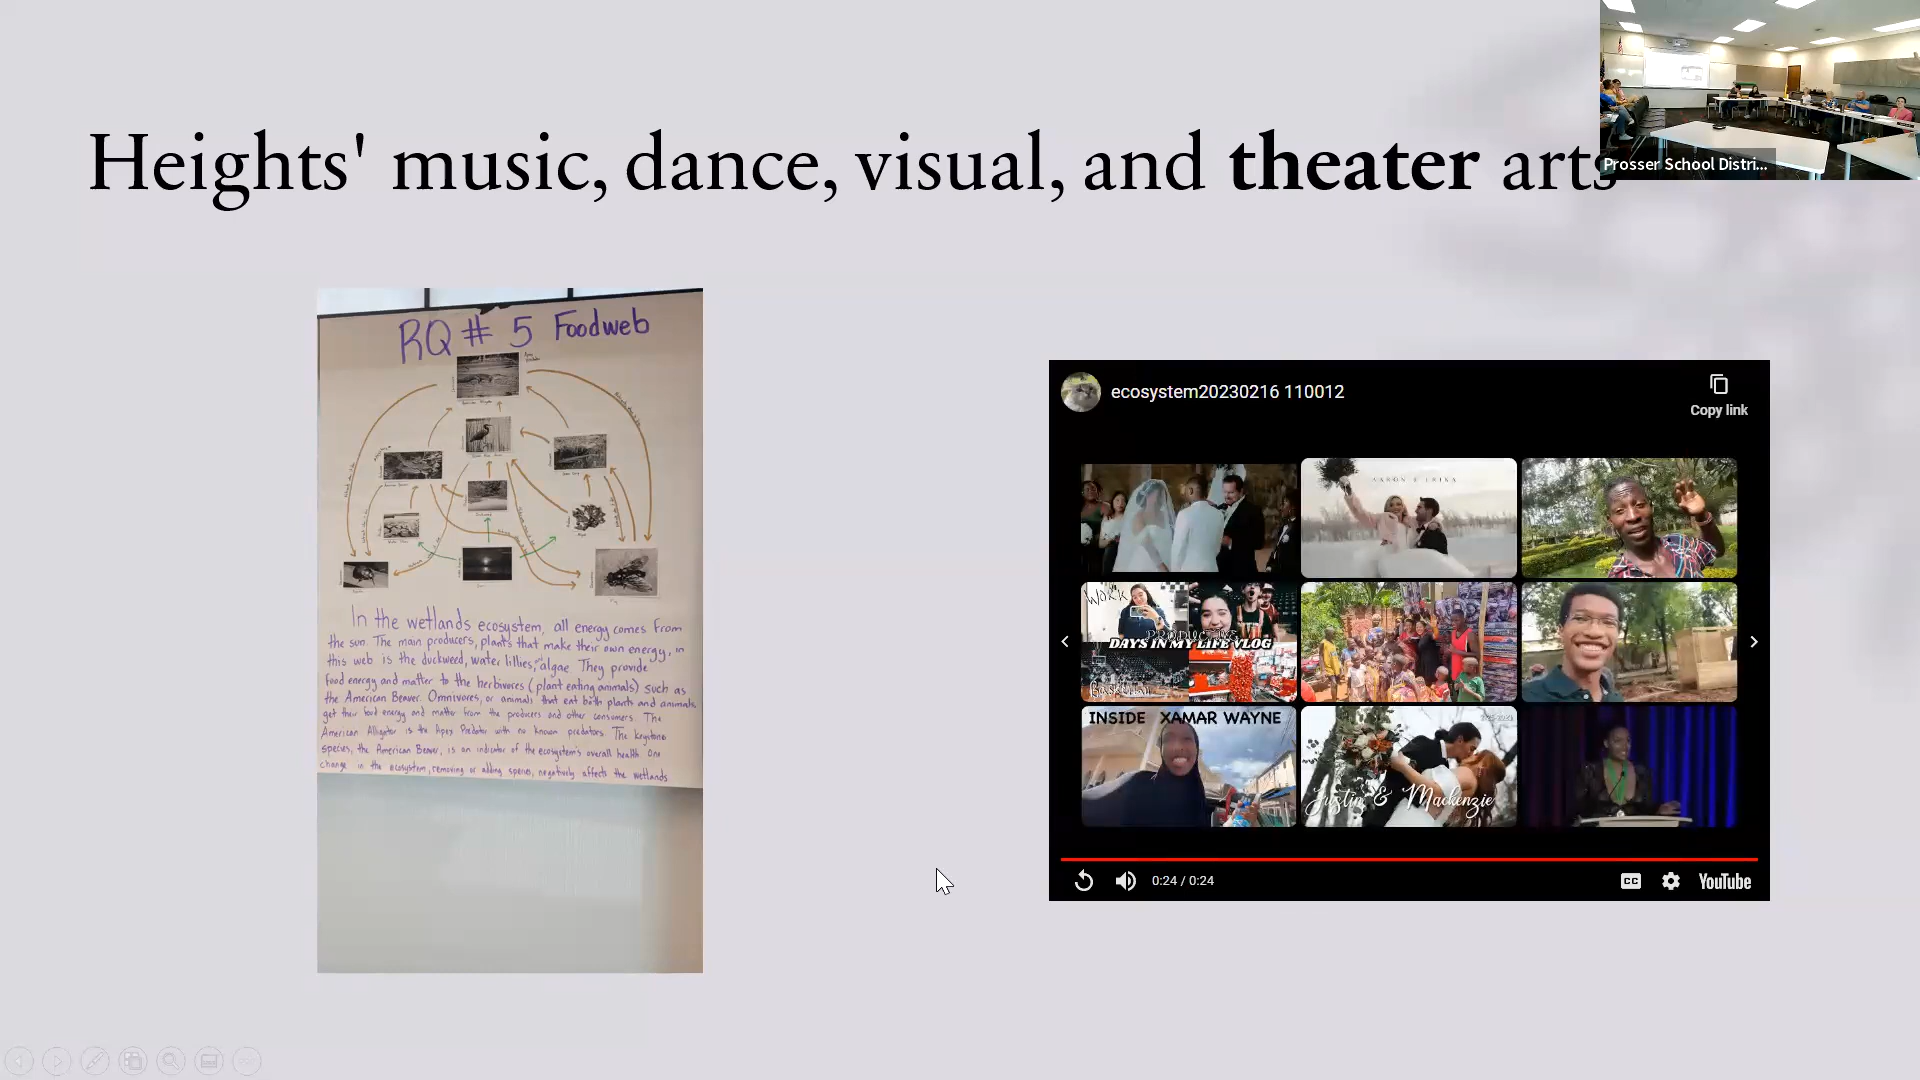 Heights' music, dance, visual, and theater arts
Prosser School Distri...
RQ # 5 Foodweb
In the wetlands ecosystem, all energy comes from
the sun. The main producers, plants that make their own energy, in
this web is the duckweed, water lillies, algae. They provide
food energy and matter to the herbivores (plant eating animals) such as
the American Beaver. Omnivores, or animals that eat both plants and animals
get their food energy and matter from the producers and other consumers. The
American Alligator is the Apex Predator with no known predators. The keystone
species, the American Beaver, is an indicator of the ecosystem's overall health. One
change in the ecosystem, removing or adding species, negatively affects the wetlands
ecosystem20230216 110012
Copy link
AARON & ERIKA
WORK
PRODUCTIVE
DAYS IN MY LIFE VLOG
Basketball
INSIDE XAMAR WAYNE
Justin & Mackenzie
0:24 / 0:24
CC
YouTube